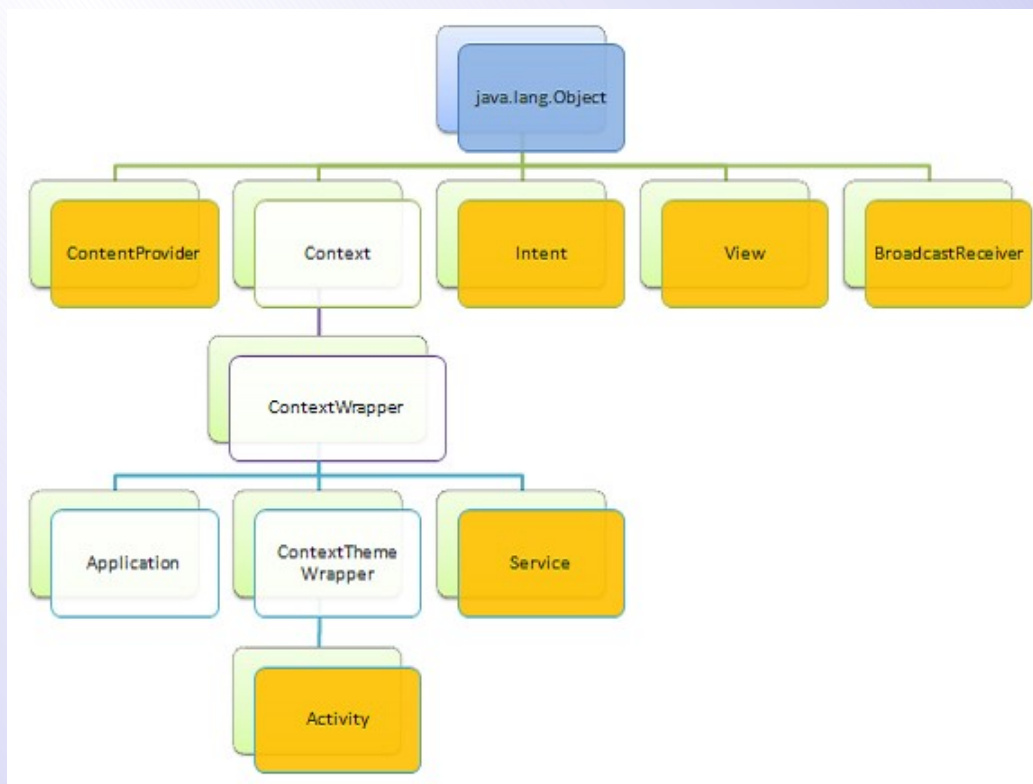 java.lang.Object
ContentProvider
Context
Intent
View
BroadcastReceiver
ContextWrapper
Application
ContextTheme
Wrapper
Service
Activity